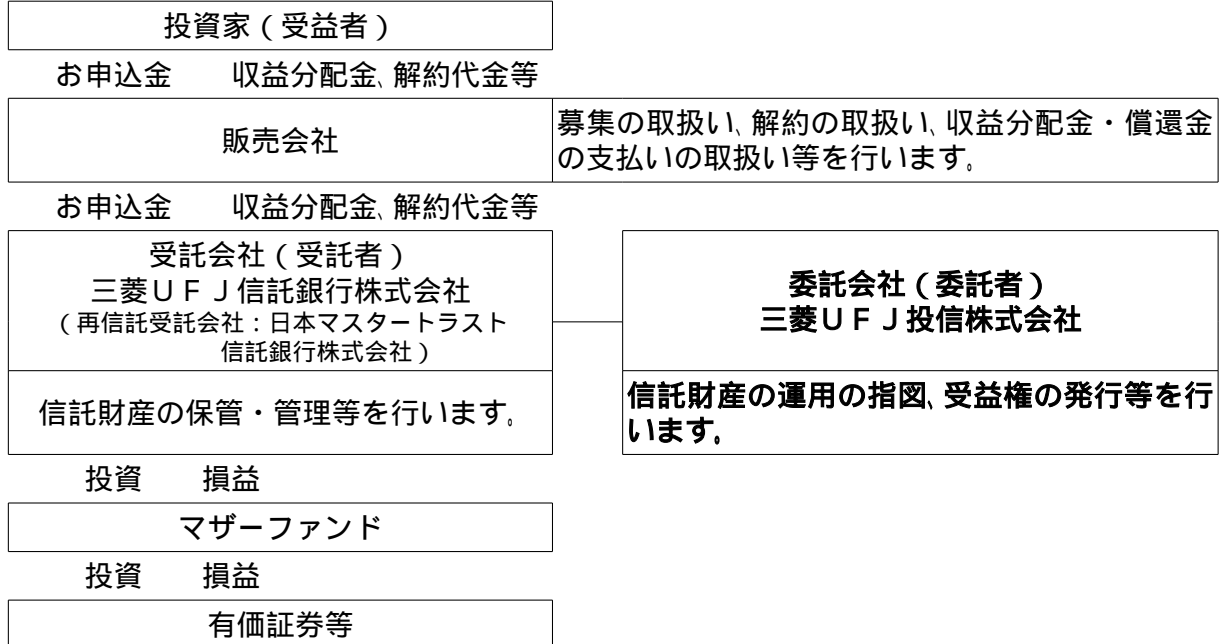 投資家（受益者）
お申込金　　収益分配金、解約代金等
販売会社
募集の取扱い、解約の取扱い、収益分配金・償還金
の支払いの取扱い等を行います。
お申込金　　収益分配金、解約代金等
受託会社（受託者）
三菱ＵＦＪ信託銀行株式会社
（再信託受託会社：日本マスタートラスト
信託銀行株式会社）
委託会社（委託者）
三菱ＵＦＪ投信株式会社
信託財産の保管・管理等を行います。
信託財産の運用の指図、受益権の発行等を行
います。
投資　　損益
マザーファンド
投資　　損益
有価証券等